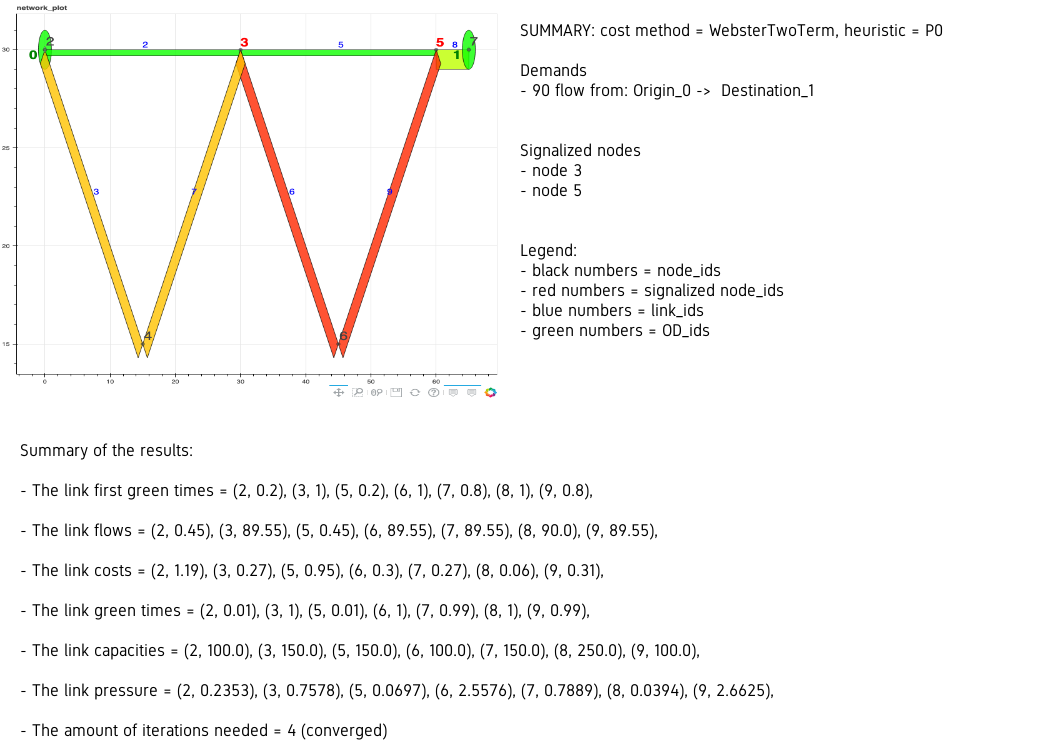 network_plot
SUMMARY: cost method = WebsterTwoTerm, heuristic = P0
Demands
- 90 flow from: Origin_0 -> Destination_1
Signalized nodes
- node 3
- node 5
Legend:
- black numbers = node_ids
- red numbers = signalized node_ids
- blue numbers = link_ids
- green numbers = OD_ids
30
25
20
15
0 10 20 30 40 50 60
0 2 2 3 5 5 8 1 7
3 7 6 9
4 6
Summary of the results:
- The link first green times = (2, 0.2), (3, 1), (5, 0.2), (6, 1), (7, 0.8), (8, 1), (9, 0.8),
- The link flows = (2, 0.45), (3, 89.55), (5, 0.45), (6, 89.55), (7, 89.55), (8, 90.0), (9, 89.55),
- The link costs = (2, 1.19), (3, 0.27), (5, 0.95), (6, 0.3), (7, 0.27), (8, 0.06), (9, 0.31),
- The link green times = (2, 0.01), (3, 1), (5, 0.01), (6, 1), (7, 0.99), (8, 1), (9, 0.99),
- The link capacities = (2, 100.0), (3, 150.0), (5, 150.0), (6, 100.0), (7, 150.0), (8, 250.0), (9, 100.0),
- The link pressure = (2, 0.2353), (3, 0.7578), (5, 0.0697), (6, 2.5576), (7, 0.7889), (8, 0.0394), (9, 2.6625),
- The amount of iterations needed = 4 (converged)